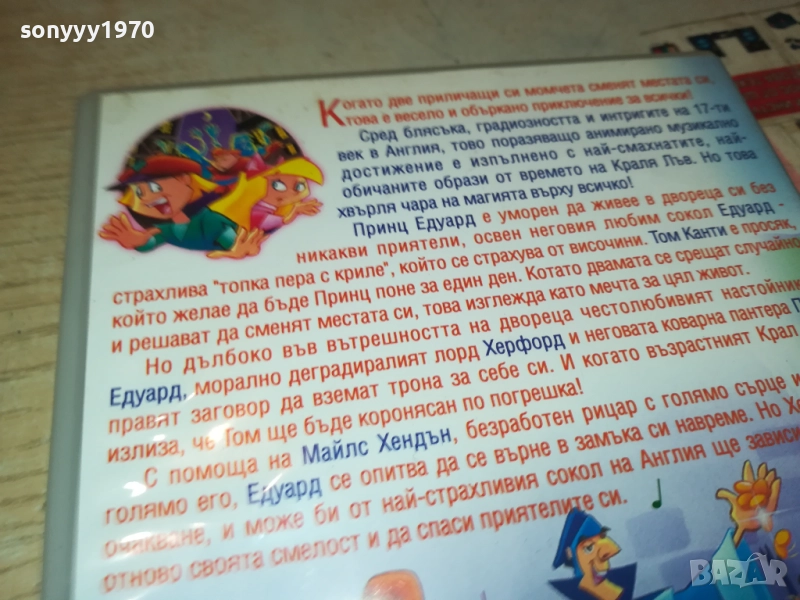 sonyyy1970
Когато две приличащи си момчета сменят местата си,
това е весело и объркано приключение за всички!
Сред блясъка, градиозността и интригите на 17-ти
век в Англия, тово поразяващо анимирано музикално
достижение е изпълнено с най-смахнатите, най-
обичаните образи от времето на Краля Лъв. Но това
хвърля чара на магията върху всичко!
Принц Едуард е уморен да живее в двореца си без
никакви приятели, освен неговия любим сокол Едуард -
страхлива "топка пера с криле", който се страхува от височини. Том Канти е просяк,
който желае да бъде Принц поне за един ден. Котато двамата се срещат случайно
и решават да сменят местата си, това изглежда като мечта за цял живот.
Но дълбоко във вътрешността на двореца честолюбивият настойник
Едуард, морално деградиралият лорд Херфорд и неговата коварна пантера
правят заговор да вземат трона за себе си. И когато възрастният Крал
излиза, че Том ще бъде коронясан по погрешка!
С помоща на Майлс Хендън, безработен рицар с голямо сърце и
голямо его, Едуард се опитва да се върне в замъка си навреме. Но
очакване, и може би от най-страхливия сокол на Англия ще зависи
отново своята смелост и да спаси приятелите си.
BAZAR